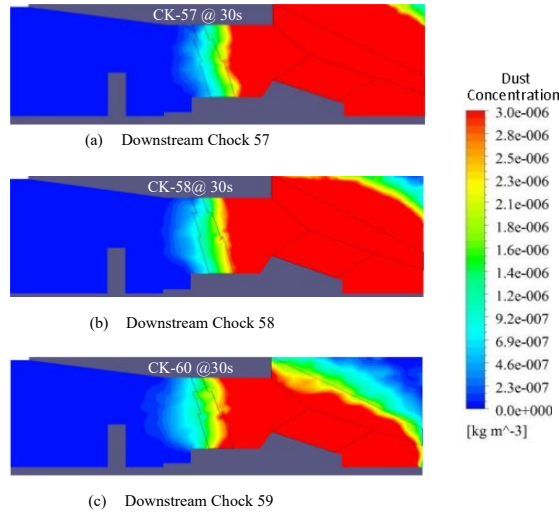 CK-57 @ 30s
(a) Downstream Chock 57
CK-58@ 30s
(b) Downstream Chock 58
CK-60 @30s
(c) Downstream Chock 59
Dust
Concentration
3.0e-006
2.8e-006
2.5e-006
2.3e-006
2.1e-006
1.8e-006
1.6e-006
1.4e-006
1.2e-006
9.2e-007
6.9e-007
4.6e-007
2.3e-007
0.0e+000
[kg m^-3]